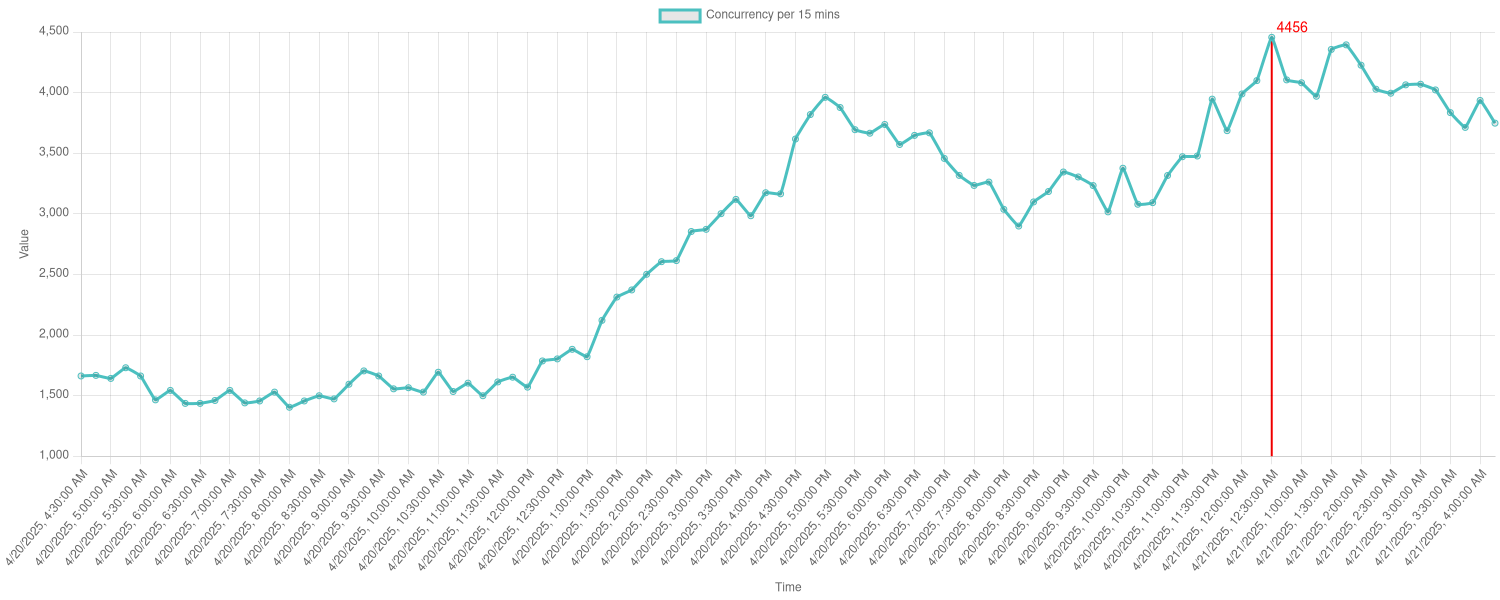 Concurrency per 15 mins
4456
4,500
4,000
3,500
3,000
2,500
2,000
1,500
1,000
Value
4/20/2025, 4:30:00 AM
4/20/2025, 5:00:00 AM
4/20/2025, 5:30:00 AM
4/20/2025, 6:00:00 AM
4/20/2025, 6:30:00 AM
4/20/2025, 7:00:00 AM
4/20/2025, 7:30:00 AM
4/20/2025, 8:00:00 AM
4/20/2025, 8:30:00 AM
4/20/2025, 9:00:00 AM
4/20/2025, 9:30:00 AM
4/20/2025, 10:00:00 AM
4/20/2025, 10:30:00 AM
4/20/2025, 11:00:00 AM
4/20/2025, 11:30:00 AM
4/20/2025, 12:00:00 PM
4/20/2025, 12:30:00 PM
4/20/2025, 1:00:00 PM
4/20/2025, 1:30:00 PM
4/20/2025, 2:00:00 PM
4/20/2025, 2:30:00 PM
4/20/2025, 3:00:00 PM
4/20/2025, 3:30:00 PM
4/20/2025, 4:00:00 PM
4/20/2025, 4:30:00 PM
4/20/2025, 5:00:00 PM
4/20/2025, 5:30:00 PM
4/20/2025, 6:00:00 PM
4/20/2025, 6:30:00 PM
4/20/2025, 7:00:00 PM
4/20/2025, 7:30:00 PM
4/20/2025, 8:00:00 PM
4/20/2025, 8:30:00 PM
4/20/2025, 9:00:00 PM
4/20/2025, 9:30:00 PM
4/20/2025, 10:00:00 PM
4/20/2025, 10:30:00 PM
4/20/2025, 11:00:00 PM
4/20/2025, 11:30:00 PM
4/21/2025, 12:00:00 AM
4/21/2025, 12:30:00 AM
4/21/2025, 1:00:00 AM
4/21/2025, 1:30:00 AM
4/21/2025, 2:00:00 AM
4/21/2025, 2:30:00 AM
4/21/2025, 3:00:00 AM
4/21/2025, 3:30:00 AM
4/21/2025, 4:00:00 AM
Time